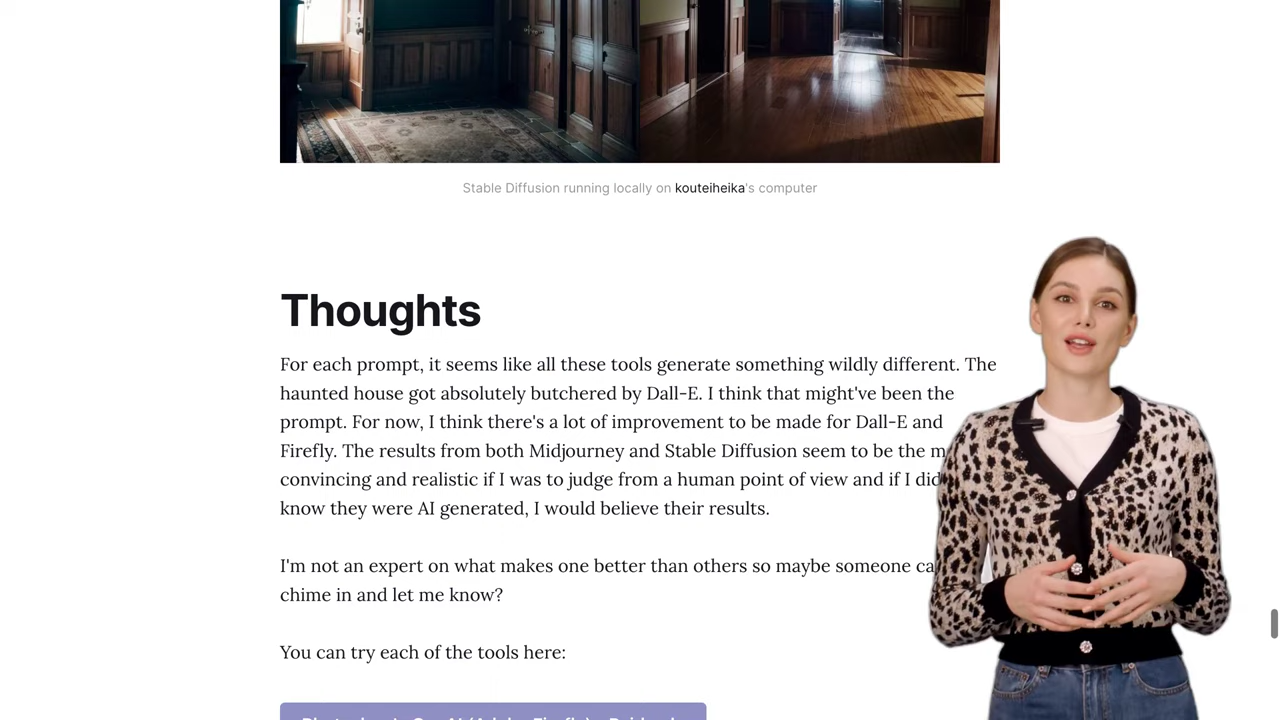 Stable Diffusion running locally on kouteiheika's computer
Thoughts
For each prompt, it seems like all these tools generate something wildly different. The
haunted house got absolutely butchered by Dall-E. I think that might've been the
prompt. For now, I think there's a lot of improvement to be made for Dall-E and
Firefly. The results from both Midjourney and Stable Diffusion seem to be the
convincing and realistic if I was to judge from a human point of view and if I
know they were AI generated, I would believe their results.
I'm not an expert on what makes one better than others so maybe someone
chime in and let me know?
You can try each of the tools here: